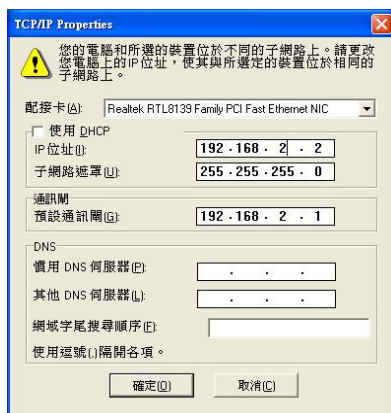 TCP/IP Properties
您的電腦和所選的裝置位於不同的子網路上。請更改
您電腦上的IP位址，使其與所選定的裝置位於相同的
子網路上。
配接卡(A): Realtek RTL8139 Family PCI Fast Ethernet NIC
使用 DHCP
IP位址(I): 192 . 168 . 2 . 2
子網路遮罩(U): 255 . 255 . 255 . 0
通訊閘
預設通訊閘(G): 192 . 168 . 2 . 1
DNS
慣用 DNS 伺服器(P): . . .
其他 DNS 伺服器(L): . . .
網域字尾搜尋順序(F):
使用逗號(,)隔開各項。
確定(O) 取消(C)